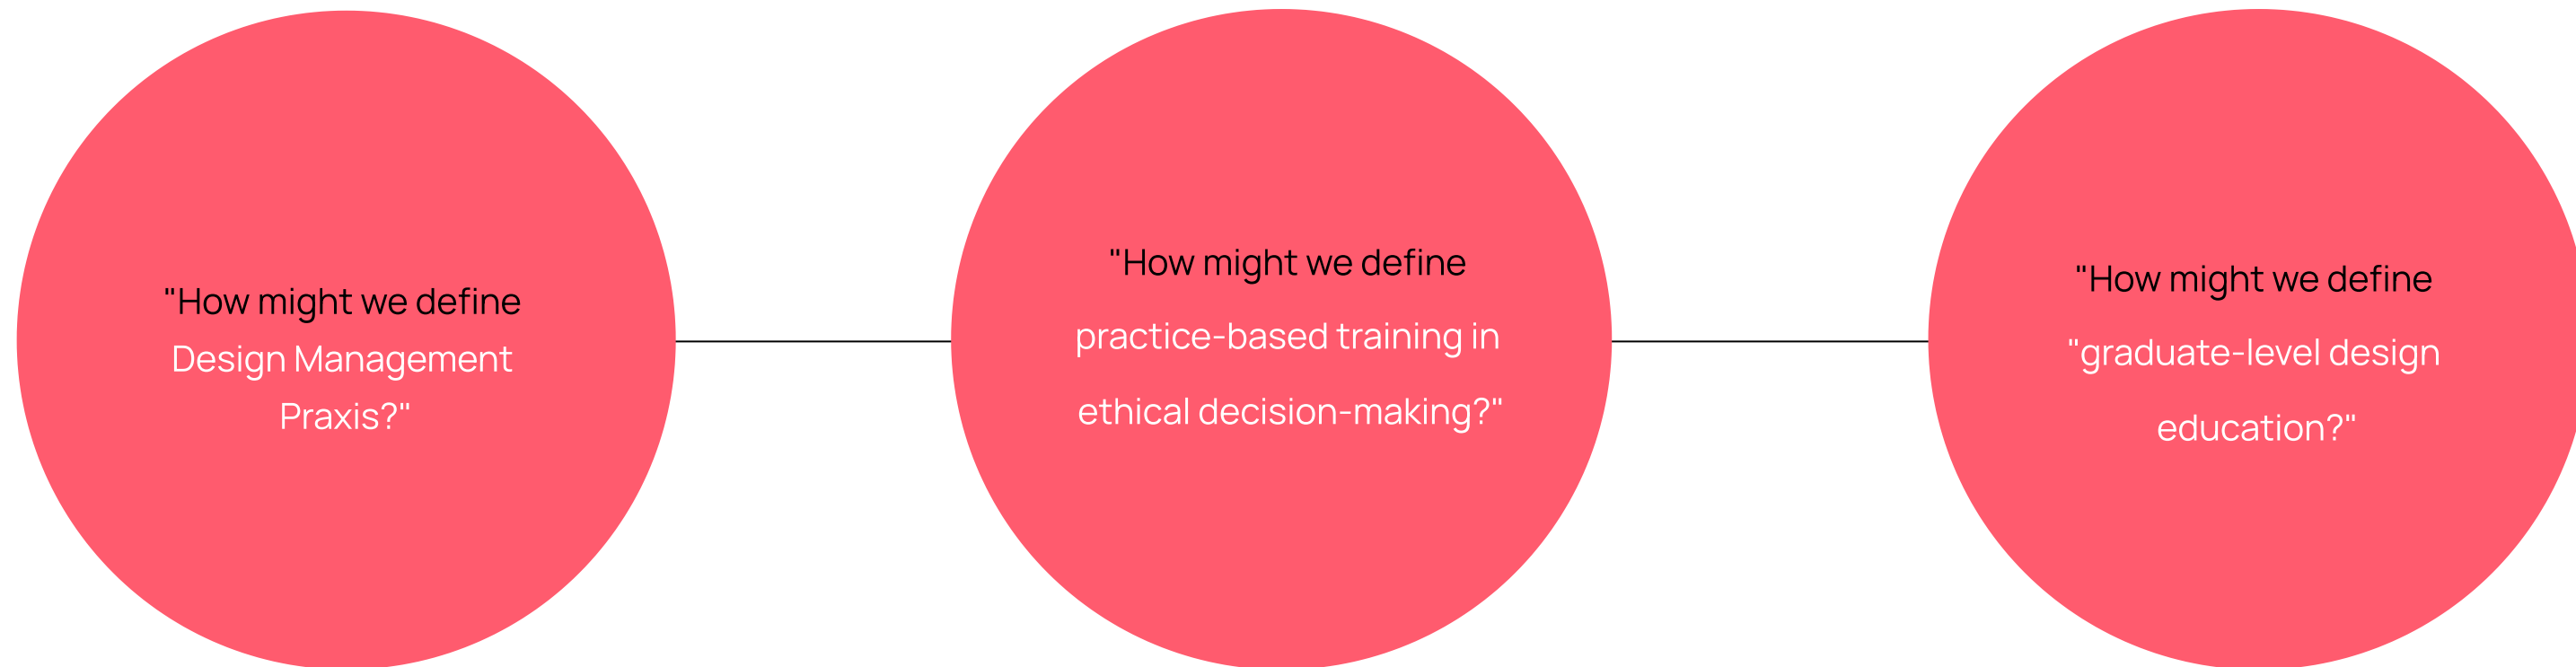 "How might we define
Design Management
Praxis?"
"How might we define
practice-based training in
ethical decision-making?"
"How might we define
"graduate-level design
education?"